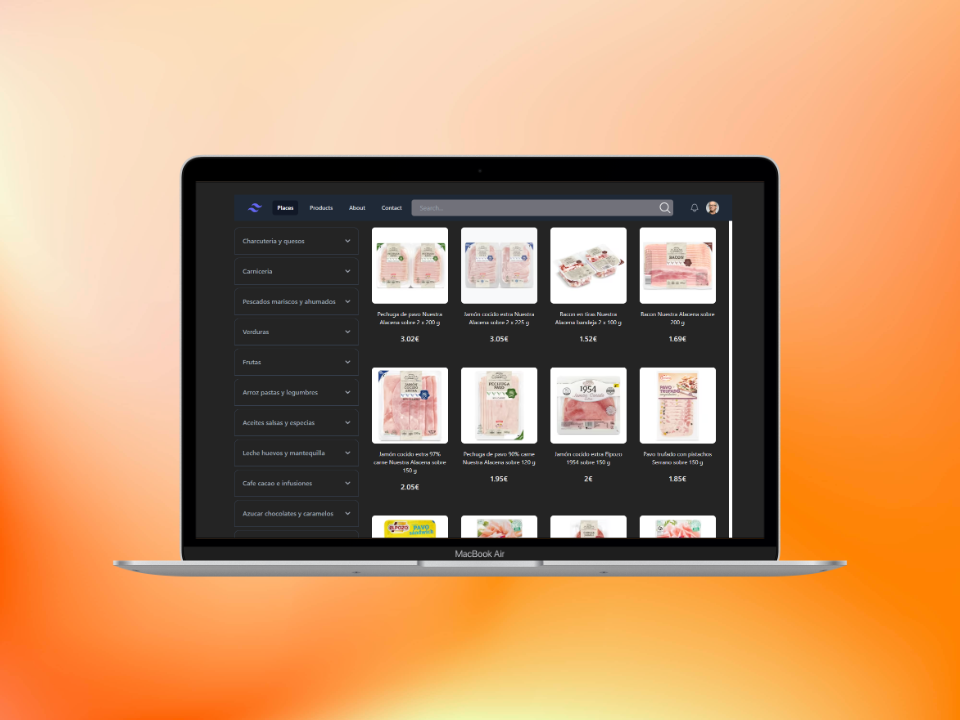 Places Products About Contact Search...
Charcutería y quesos
Carnicería
Pescados mariscos y ahumados
Verduras
Frutas
Arroz pastas y legumbres
Aceites salsas y especias
Leche huevos y mantequilla
Cafe cacao e infusiones
Azucar chocolates y caramelos
Pechuga de pavo Nuestra
Alacena sobre 2 x 200 g
3.02€
Jamón cocido extra Nuestra
Alacena sobre 2 x 225 g
3.05€
Bacon en tiras Nuestra
Alacena bandeja 2 x 100 g
1.52€
BACON
Bacon Nuestra Alacena sobre
200 g
1.69€
Jamón cocido extra 97%
carne Nuestra Alacena sobre
150 g
2.05€
Pechuga de pavo 90% carne
Nuestra Alacena sobre 120 g
1.95€
1954
Jamón cocido extra Elpozo
1954 sobre 150 g
2€
Pavo trufado con pistachos
Serrano sobre 150 g
1.85€
ELPOZO
MacBook Air